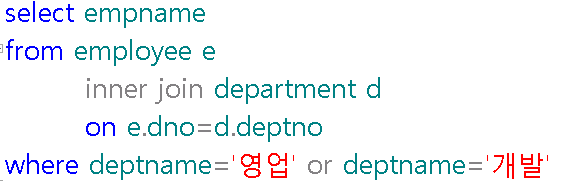 select empname
from employee e
inner join department d
on e.dno=d.deptno
where deptname='영업' or deptname='개발'